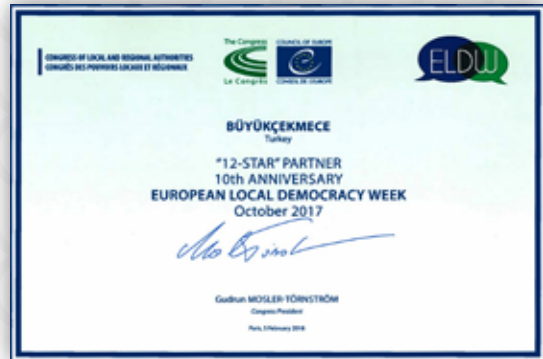 CONGRESS OF LOCAL AND REGIONAL AUTHORITIES
CONGRÈS DES POUVOIRS LOCAUX ET RÉGIONAUX
The Congress
Le Congrès
COUNCIL OF EUROPE
CONSEIL DE L'EUROPE
ELDW
BÜYÜKÇEKMECE
Turkey
"12-STAR" PARTNER
10th ANNIVERSARY
EUROPEAN LOCAL DEMOCRACY WEEK
October 2017
Gudrun MOSLER-TÖRNSTRÖM
Congress President
Paris, 5 February 2018